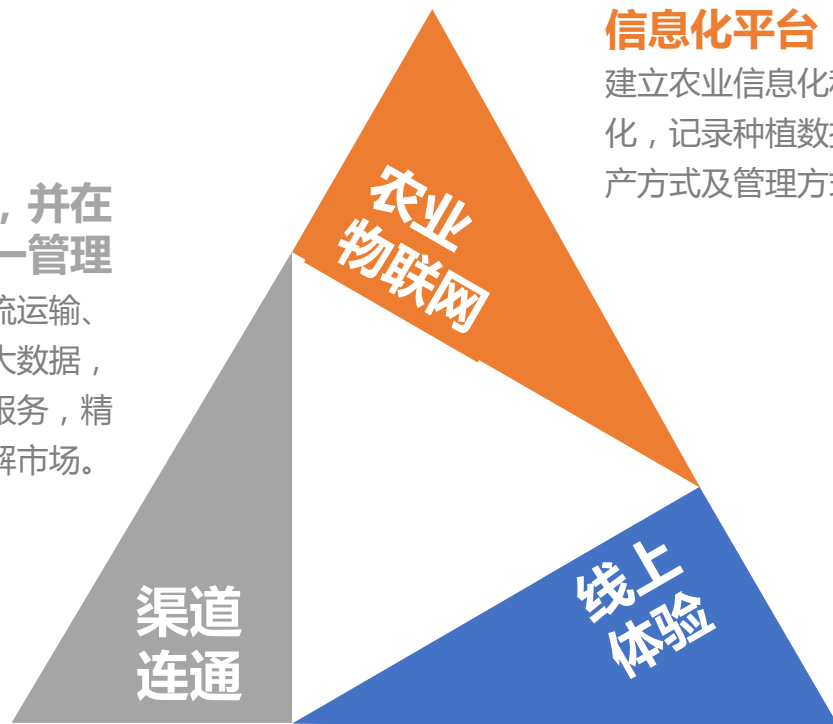 信息化平台
建立农业信息化
化，记录种植数
产方式及管理方
，并在
一管理
流运输、
大数据，
服务，精
解市场。
农业
物联网
渠道
连通
线上
体验